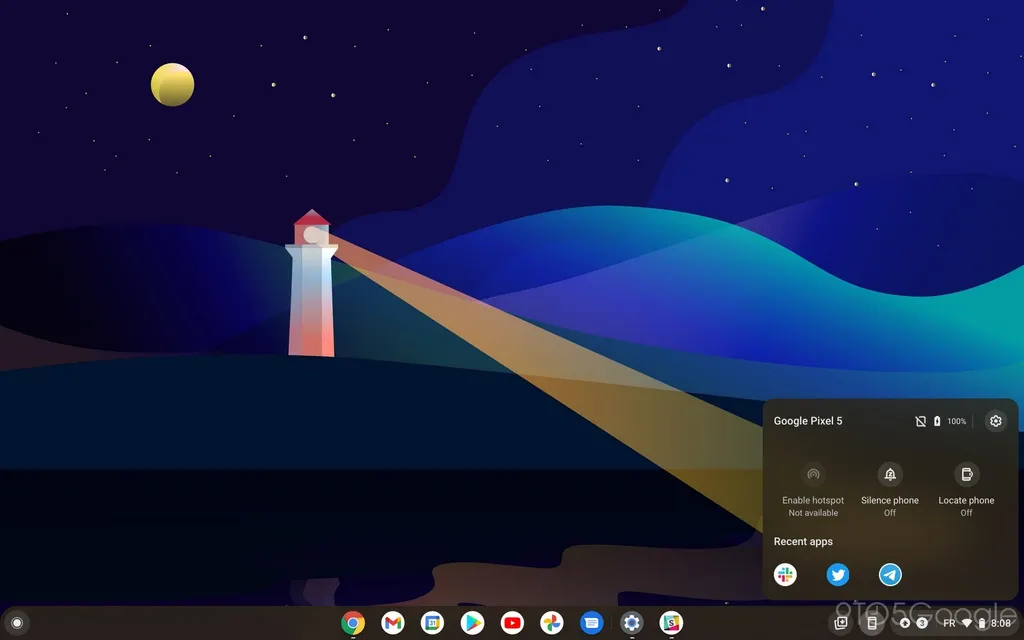 Google Pixel 5
100%
Enable hotspot
Not available
Silence phone
Off
Locate phone
Off
Recent apps
9TO5Google
FR
8:08